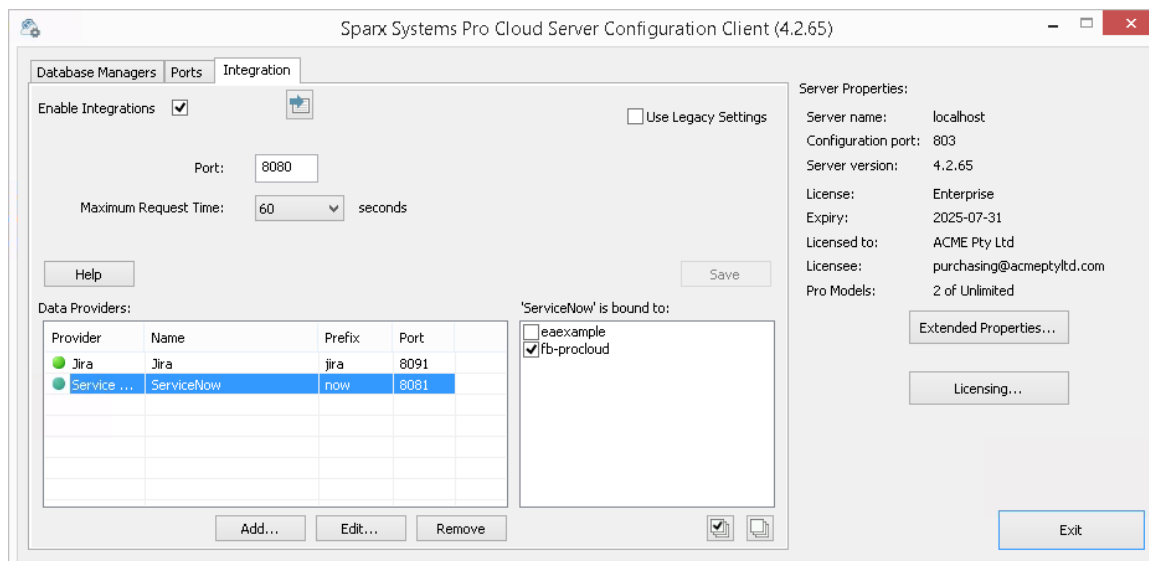 Sparx Systems Pro Cloud Server Configuration Client (4.2.65)
Database Managers Ports Integration
Enable Integrations
Use Legacy Settings
Port: 8080
Maximum Request Time: 60 seconds
Help
Save
Data Providers:
Provider Name Prefix Port
Jira Jira jira 8091
Service ... ServiceNow now 8081
Add... Edit... Remove
'ServiceNow' is bound to:
eaexample
fb-procloud
Server Properties:
Server name: localhost
Configuration port: 803
Server version: 4.2.65
License: Enterprise
Expiry: 2025-07-31
Licensed to: ACME Pty Ltd
Licensee: purchasing@acmeptyltd.com
Pro Models: 2 of Unlimited
Extended Properties...
Licensing...
Exit